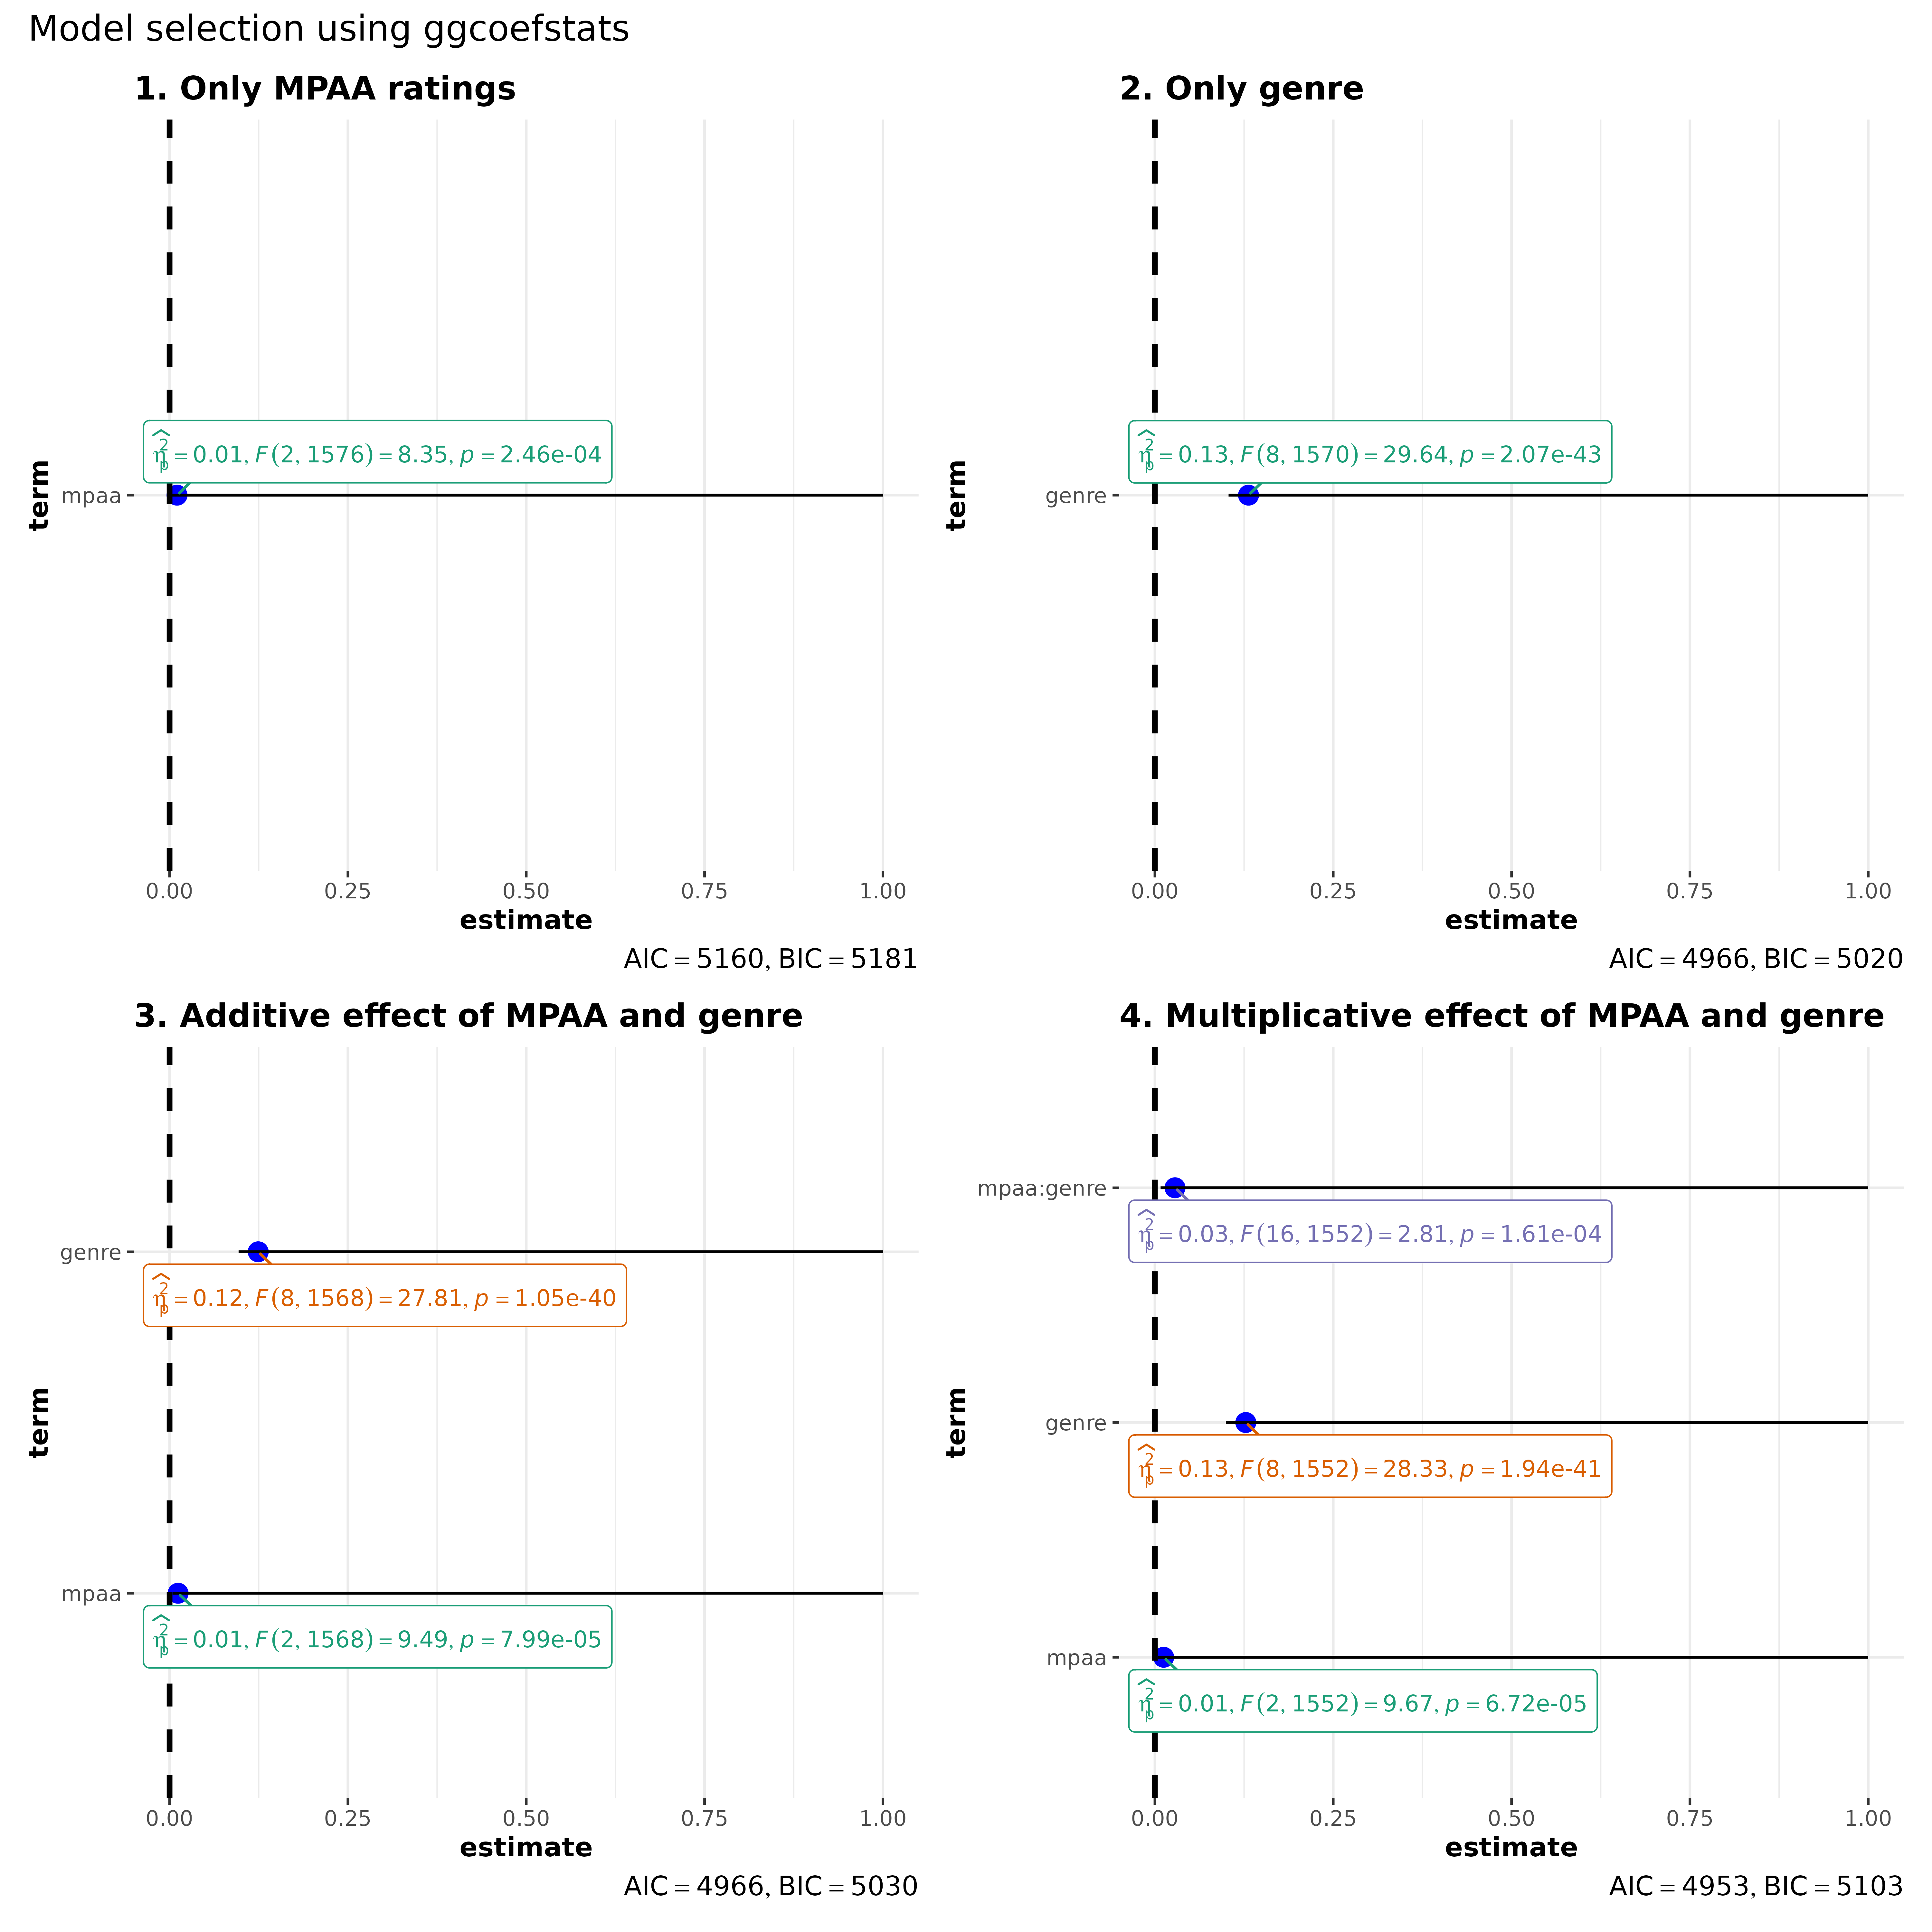 Model selection using ggcoefstats
1. Only MPAA ratings
term
mpaa
η̂²ₚ = 0.01, F(2, 1576) = 8.35, p = 2.46e-04
0.00 0.25 0.50 0.75 1.00
estimate
AIC = 5160, BIC = 5181
2. Only genre
term
genre
η̂²ₚ = 0.13, F(8, 1570) = 29.64, p = 2.07e-43
0.00 0.25 0.50 0.75 1.00
estimate
AIC = 4966, BIC = 5020
3. Additive effect of MPAA and genre
term
genre
η̂²ₚ = 0.12, F(8, 1568) = 27.81, p = 1.05e-40
mpaa
η̂²ₚ = 0.01, F(2, 1568) = 9.49, p = 7.99e-05
0.00 0.25 0.50 0.75 1.00
estimate
AIC = 4966, BIC = 5030
4. Multiplicative effect of MPAA and genre
term
mpaa:genre
η̂²ₚ = 0.03, F(16, 1552) = 2.81, p = 1.61e-04
genre
η̂²ₚ = 0.13, F(8, 1552) = 28.33, p = 1.94e-41
mpaa
η̂²ₚ = 0.01, F(2, 1552) = 9.67, p = 6.72e-05
0.00 0.25 0.50 0.75 1.00
estimate
AIC = 4953, BIC = 5103